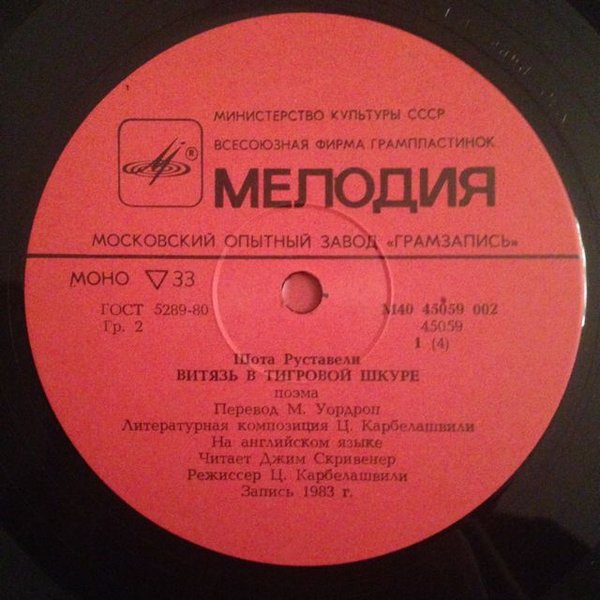 МИНИСТЕРСТВО КУЛЬТУРЫ СССР
ВСЕСОЮЗНАЯ ФИРМА ГРАМПЛАСТИНОК
®
МЕЛОДИЯ
МОСКОВСКИЙ ОПЫТНЫЙ ЗАВОД «ГРАМЗАПИСЬ»
МОНО ▽ 33
ГОСТ 5289-80
Гр. 2
М40 45059 002
45059
1 (4)
Шота Руставели
ВИТЯЗЬ В ТИГРОВОЙ ШКУРЕ
поэма
Перевод М. Уордроп
Литературная композиция Ц. Карбелашвили
На английском языке
Читает Джим Скривенер
Режиссер Ц. Карбелашвили
Запись 1983 г.